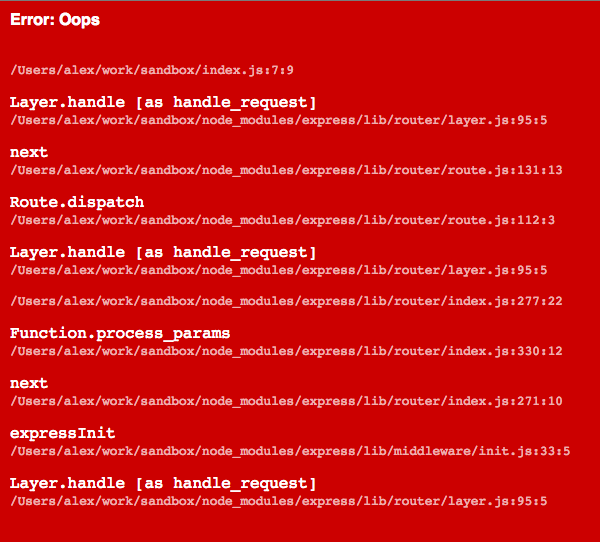 Error: Oops
/Users/alex/work/sandbox/index.js:7:9
Layer.handle [as handle_request]
/Users/alex/work/sandbox/node_modules/express/lib/router/layer.js:95:5
next
/Users/alex/work/sandbox/node_modules/express/lib/router/route.js:131:13
Route.dispatch
/Users/alex/work/sandbox/node_modules/express/lib/router/route.js:112:3
Layer.handle [as handle_request]
/Users/alex/work/sandbox/node_modules/express/lib/router/layer.js:95:5
/Users/alex/work/sandbox/node_modules/express/lib/router/index.js:277:22
Function.process_params
/Users/alex/work/sandbox/node_modules/express/lib/router/index.js:330:12
next
/Users/alex/work/sandbox/node_modules/express/lib/router/index.js:271:10
expressInit
/Users/alex/work/sandbox/node_modules/express/lib/middleware/init.js:33:5
Layer.handle [as handle_request]
/Users/alex/work/sandbox/node_modules/express/lib/router/layer.js:95:5